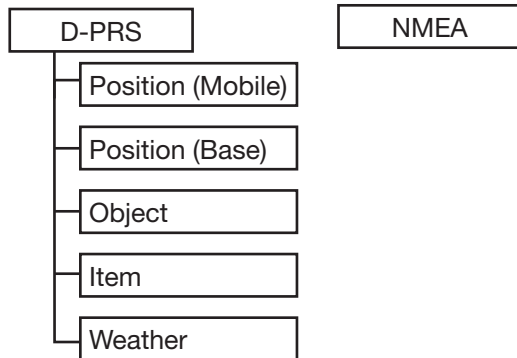 D-PRS
NMEA
Position (Mobile)
Position (Base)
Object
Item
Weather